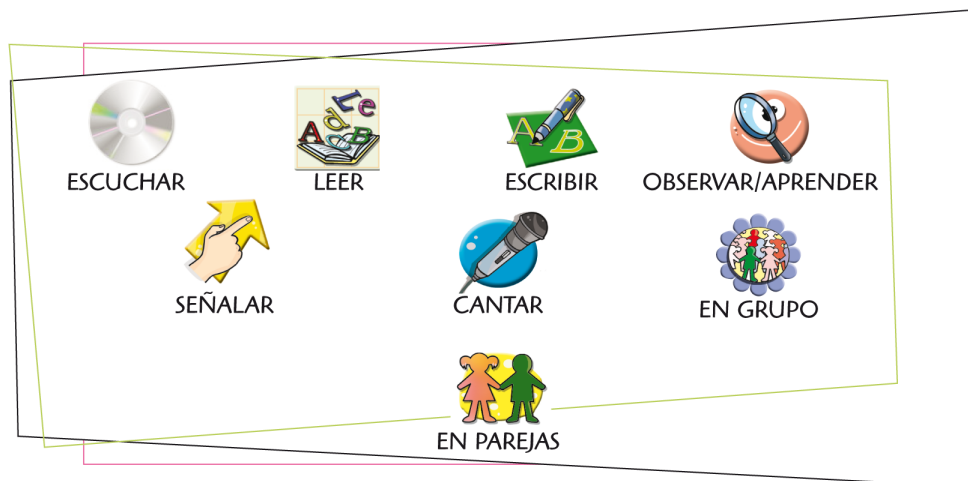 ESCUCHAR
LEER
ESCRIBIR
OBSERVAR/APRENDER
SEÑALAR
CANTAR
EN GRUPO
EN PAREJAS